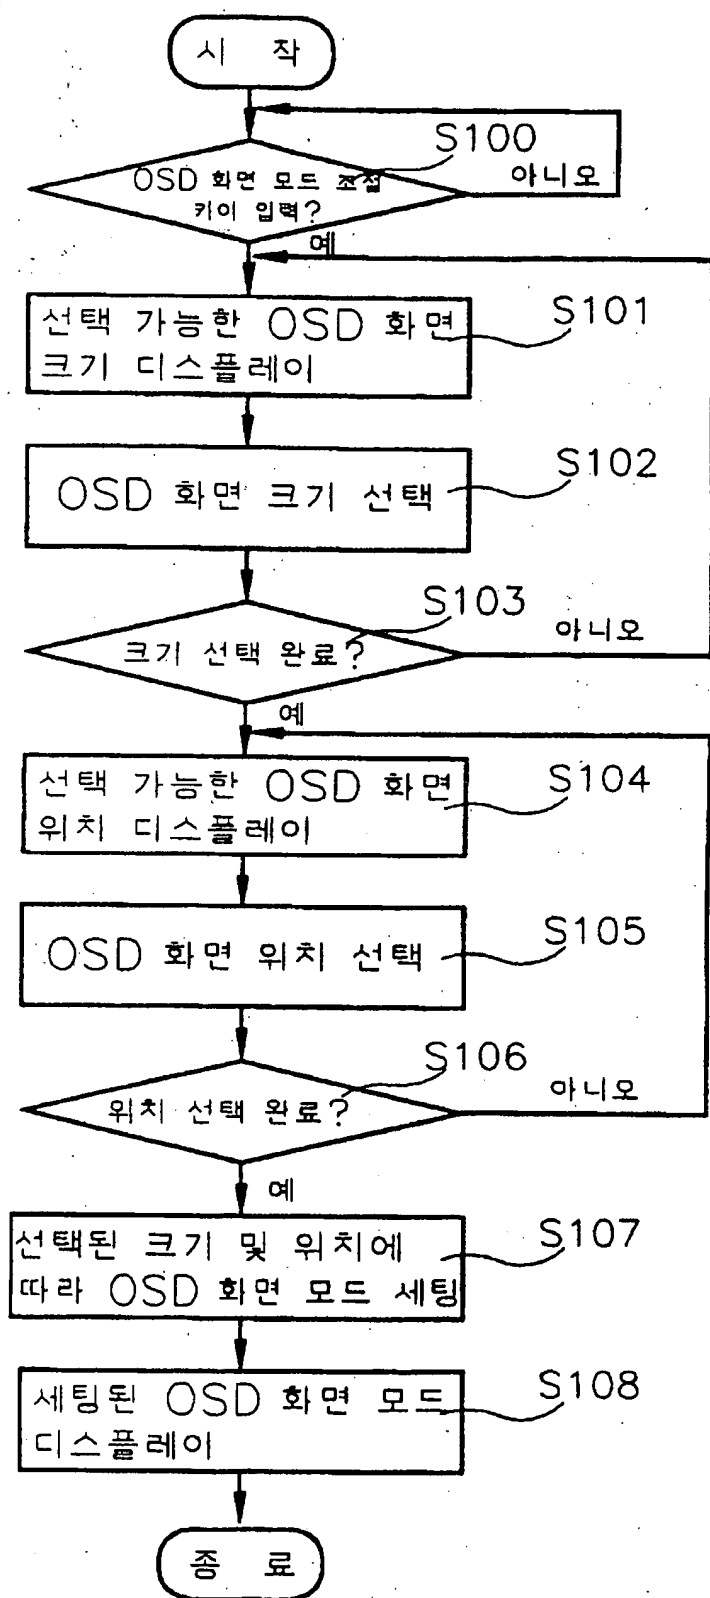 시 작
S100
OSD 화면 모드 조절
키이 입력?
아니오
예
선택 가능한 OSD 화면
크기 디스플레이
S101
OSD 화면 크기 선택
S102
S103
크기 선택 완료?
아니오
예
선택 가능한 OSD 화면
위치 디스플레이
S104
OSD 화면 위치 선택
S105
S106
위치 선택 완료?
아니오
예
선택된 크기 및 위치에
따라 OSD 화면 모드 세팅
S107
세팅된 OSD 화면 모드
디스플레이
S108
종 료